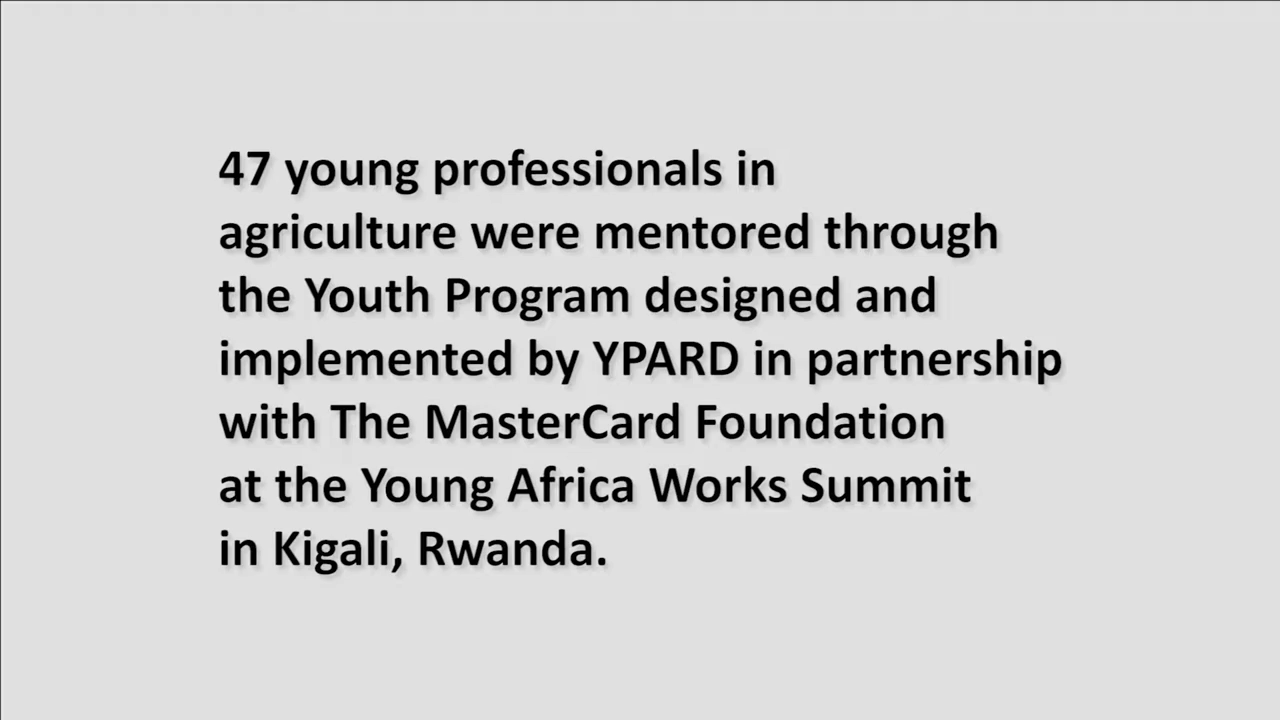 47 young professionals in
agriculture were mentored through
the Youth Program designed and
implemented by YPARD in partnership
with The MasterCard Foundation
at the Young Africa Works Summit
in Kigali, Rwanda.